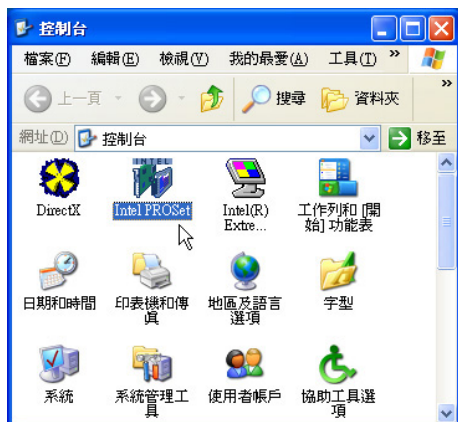 控制台
檔案(F) 編輯(E) 檢視(V) 我的最愛(A) 工具(T) »
上一頁 搜尋 資料夾 »
網址(D) 控制台 移至
INTEL
DirectX Intel PROSet Intel(R) Extre... 工作列和 [開
始] 功能表
日期和時間 印表機和傳 地區及語言 字型
真 選項
系統 系統管理工 使用者帳戶 協助工具選
具 項